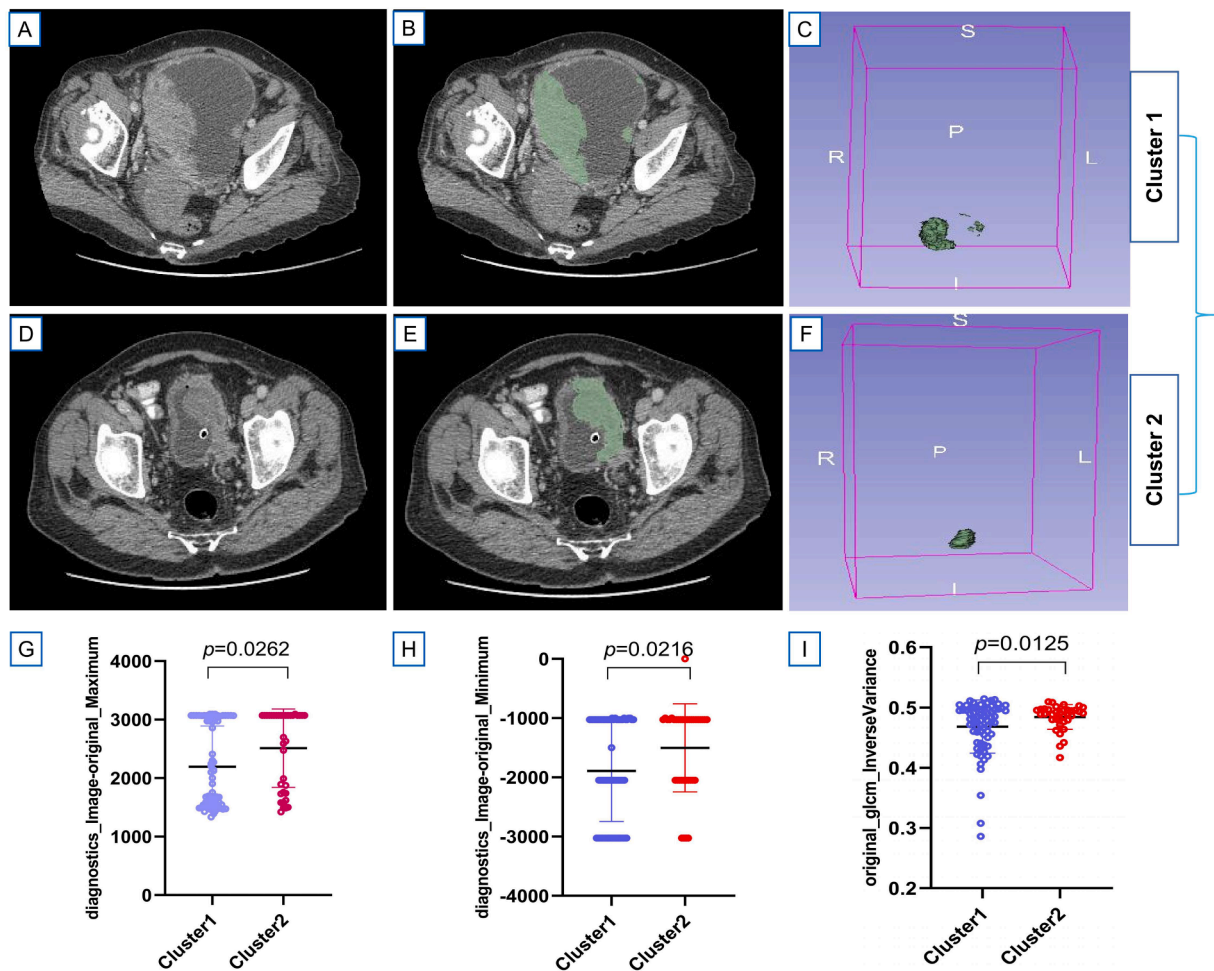 A
B
C
S
P
R
L
I
Cluster 1
D
E
F
S
P
R
L
I
Cluster 2
G
p=0.0262
diagnostics_Image-original_Maximum
4000
3000
2000
1000
0
Cluster1
Cluster2
H
p=0.0216
diagnostics_Image-original_Minimum
0
-1000
-2000
-3000
-4000
Cluster1
Cluster2
I
p=0.0125
original_glcm_InverseVariance
0.6
0.5
0.4
0.3
0.2
Cluster1
Cluster2